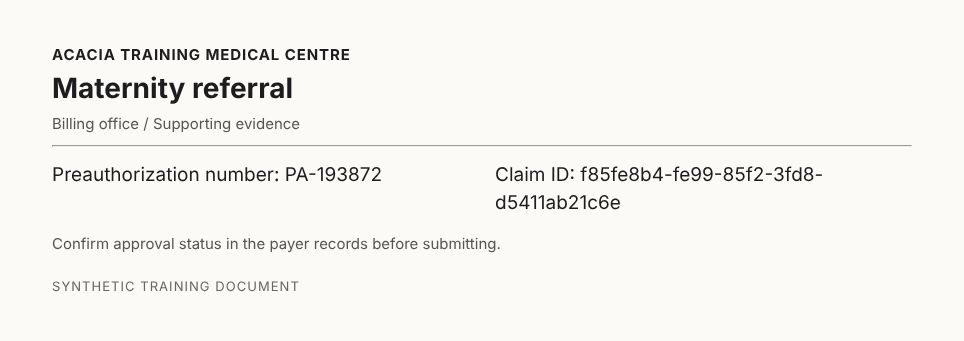 ACACIA TRAINING MEDICAL CENTRE
Maternity referral
Billing office / Supporting evidence
Preauthorization number: PA-193872
Claim ID: f85fe8b4-fe99-85f2-3fd8-
d5411ab21c6e
Confirm approval status in the payer records before submitting.
SYNTHETIC TRAINING DOCUMENT